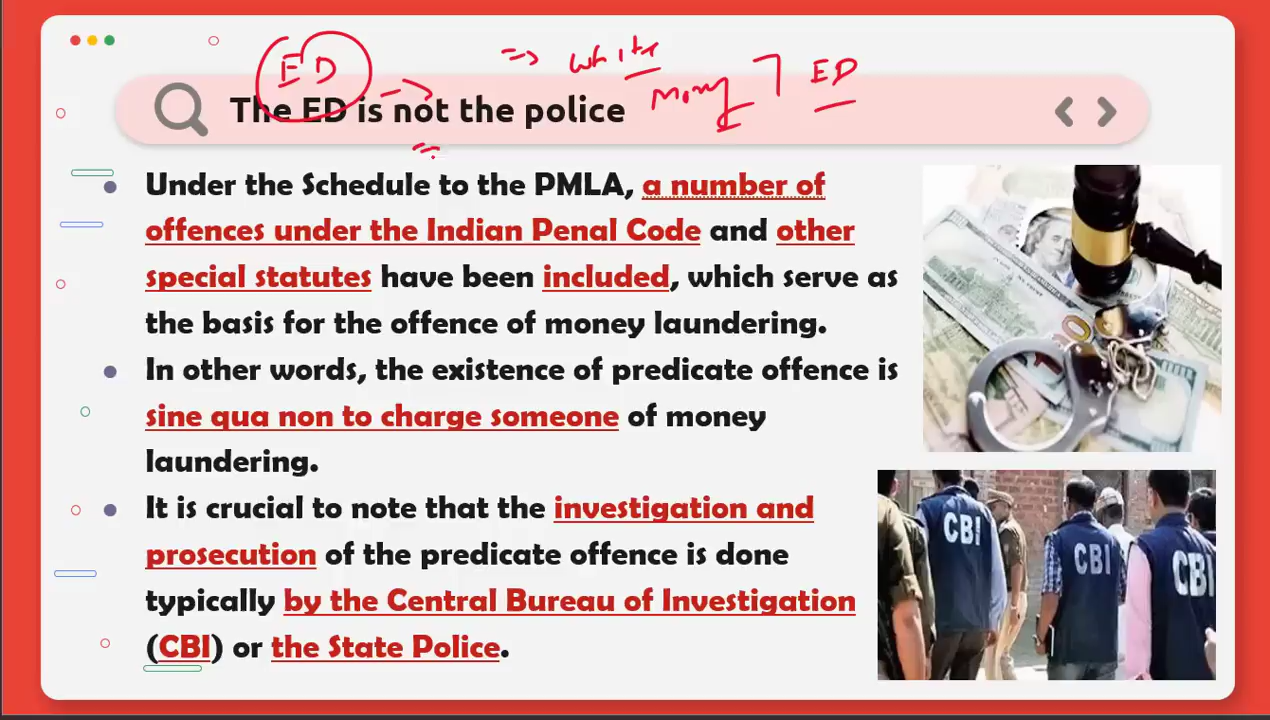 ED
=> white
money ED
The ED is not the police
Under the Schedule to the PMLA, a number of
offences under the Indian Penal Code and other
special statutes have been included, which serve as
the basis for the offence of money laundering.
In other words, the existence of predicate offence is
sine qua non to charge someone of money
laundering.
It is crucial to note that the investigation and
prosecution of the predicate offence is done
typically by the Central Bureau of Investigation
(CBI) or the State Police.
CBI
CBI
CBI